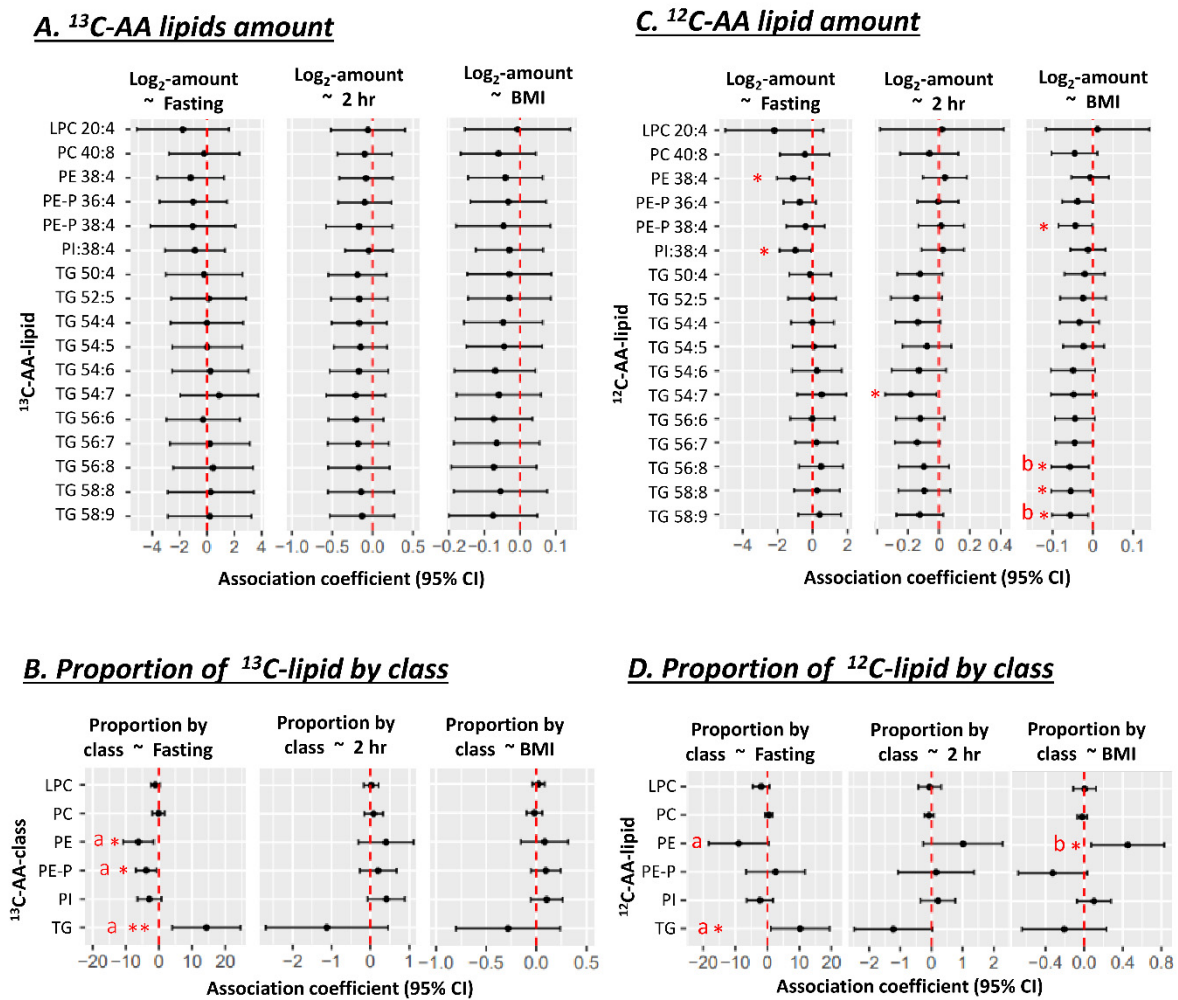 A. ¹³C-AA lipids amount
Log₂-amount
~ Fasting
Log₂-amount
~ 2 hr
Log₂-amount
~ BMI
¹³C-AA-lipid
LPC 20:4
PC 40:8
PE 38:4
PE-P 36:4
PE-P 38:4
PI:38:4
TG 50:4
TG 52:5
TG 54:4
TG 54:5
TG 54:6
TG 54:7
TG 56:6
TG 56:7
TG 56:8
TG 58:8
TG 58:9
−4 −2 0 2 4
−1.0 −0.5 0.0 0.5
−0.2 −0.1 0.0 0.1
Association coefficient (95% CI)
C. ¹²C-AA lipid amount
Log₂-amount
~ Fasting
Log₂-amount
~ 2 hr
Log₂-amount
~ BMI
¹²C-AA-lipid
LPC 20:4
PC 40:8
PE 38:4 *
PE-P 36:4
PE-P 38:4 *
PI:38:4 *
TG 50:4
TG 52:5
TG 54:4
TG 54:5
TG 54:6
TG 54:7 *
TG 56:6
TG 56:7
TG 56:8 b *
TG 58:8 *
TG 58:9 b *
−4 −2 0 2
−0.2 0 0.2 0.4
−0.1 0 0.1
Association coefficient (95% CI)
B. Proportion of ¹³C-lipid by class
Proportion by
class ~ Fasting
Proportion by
class ~ 2 hr
Proportion by
class ~ BMI
¹³C-AA-class
LPC
PC
PE a *
PE-P a *
PI
TG a **
−20 −10 0 10 20
−2 −1 0 1
−1.0 −0.5 0.0 0.5
Association coefficient (95% CI)
D. Proportion of ¹²C-lipid by class
Proportion by
class ~ Fasting
Proportion by
class ~ 2 hr
Proportion by
class ~ BMI
¹²C-AA-lipid
LPC
PC
PE a b *
PE-P
PI
TG a *
−20 −10 0 10 20
−2 −1 0 1 2
−0.4 0.0 0.4 0.8
Association coefficient (95% CI)